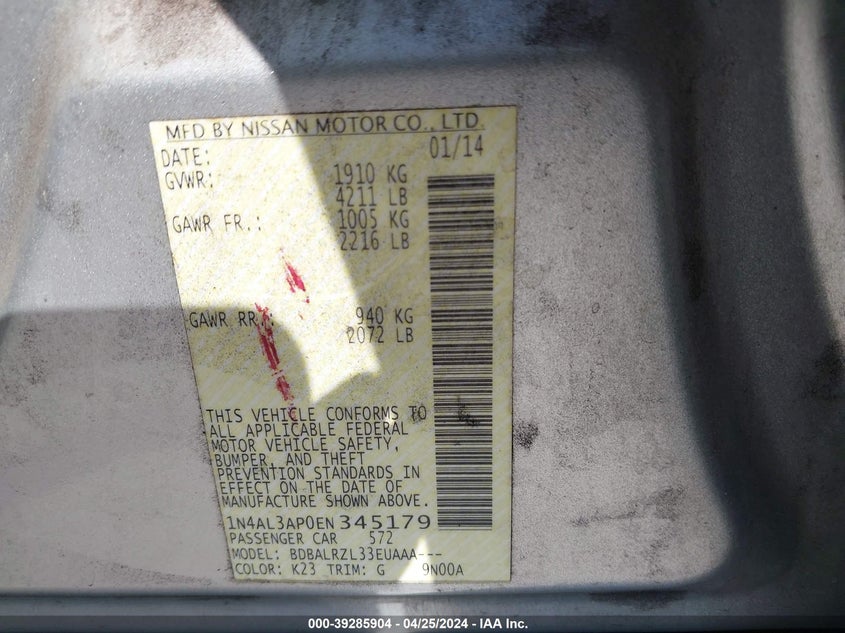 MFD BY NISSAN MOTOR CO., LTD.
DATE: 01/14
GVWR: 1910 KG
4211 LB
GAWR FR.: 1005 KG
2216 LB
GAWR RR.: 940 KG
2072 LB
THIS VEHICLE CONFORMS TO
ALL APPLICABLE FEDERAL
MOTOR VEHICLE SAFETY,
BUMPER, AND THEFT
PREVENTION STANDARDS IN
EFFECT ON THE DATE OF
MANUFACTURE SHOWN ABOVE.
1N4AL3AP0EN345179
PASSENGER CAR 572
MODEL: BDBALRZL33EUAAA---
COLOR: K23 TRIM: G 9N00A
000-39285904 - 04/25/2024 - IAA Inc.